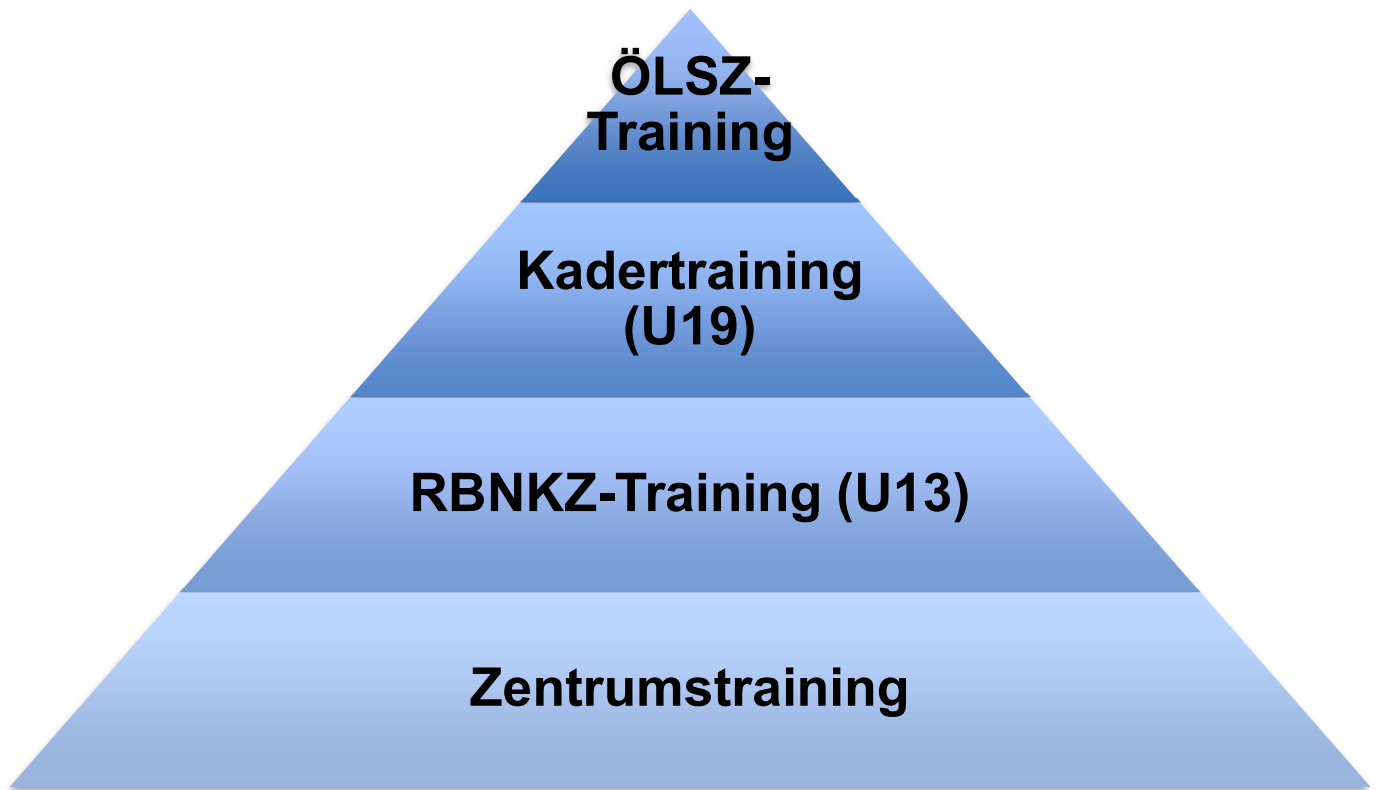 ÖLSZ-
Training
Kadertraining
(U19)
RBNKZ-Training (U13)
Zentrumstraining